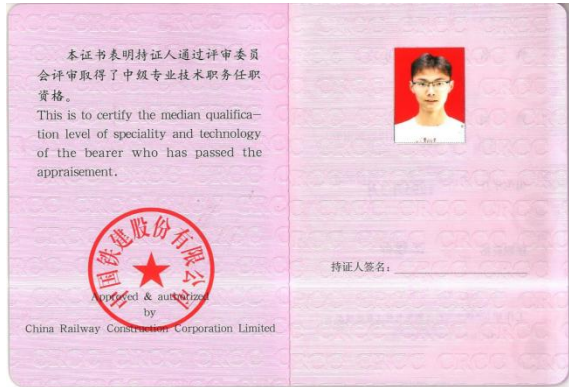 本证书表明持证人通过评审委员
会评审取得了中级专业技术职务任职
资格。
This is to certify the median qualifica-
tion level of speciality and technology
of the bearer who has passed the
appraisement.
中国铁建股份有限公司
Approved & authorized
by
China Railway Construction Corporation Limited
持证人签名: